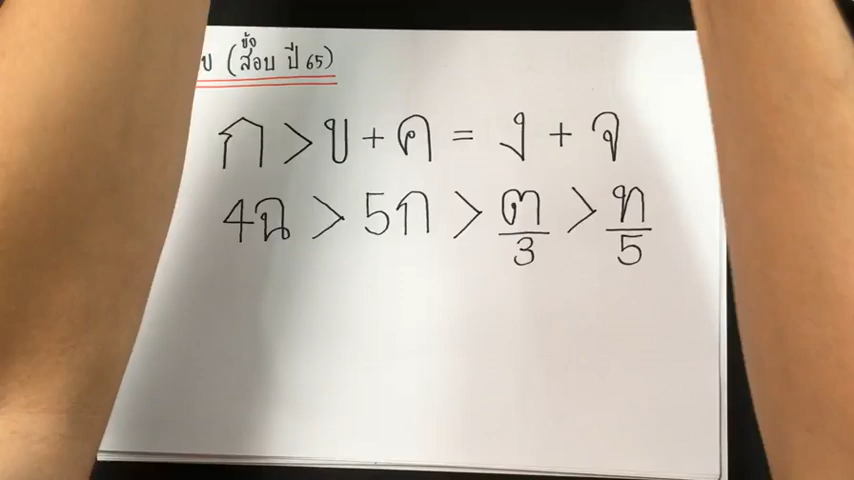 ข (ข้อสอบ ปี 65)
ก > ข + ค = ง + จ
4ฉ > 5ก > ต/3 > ท/5